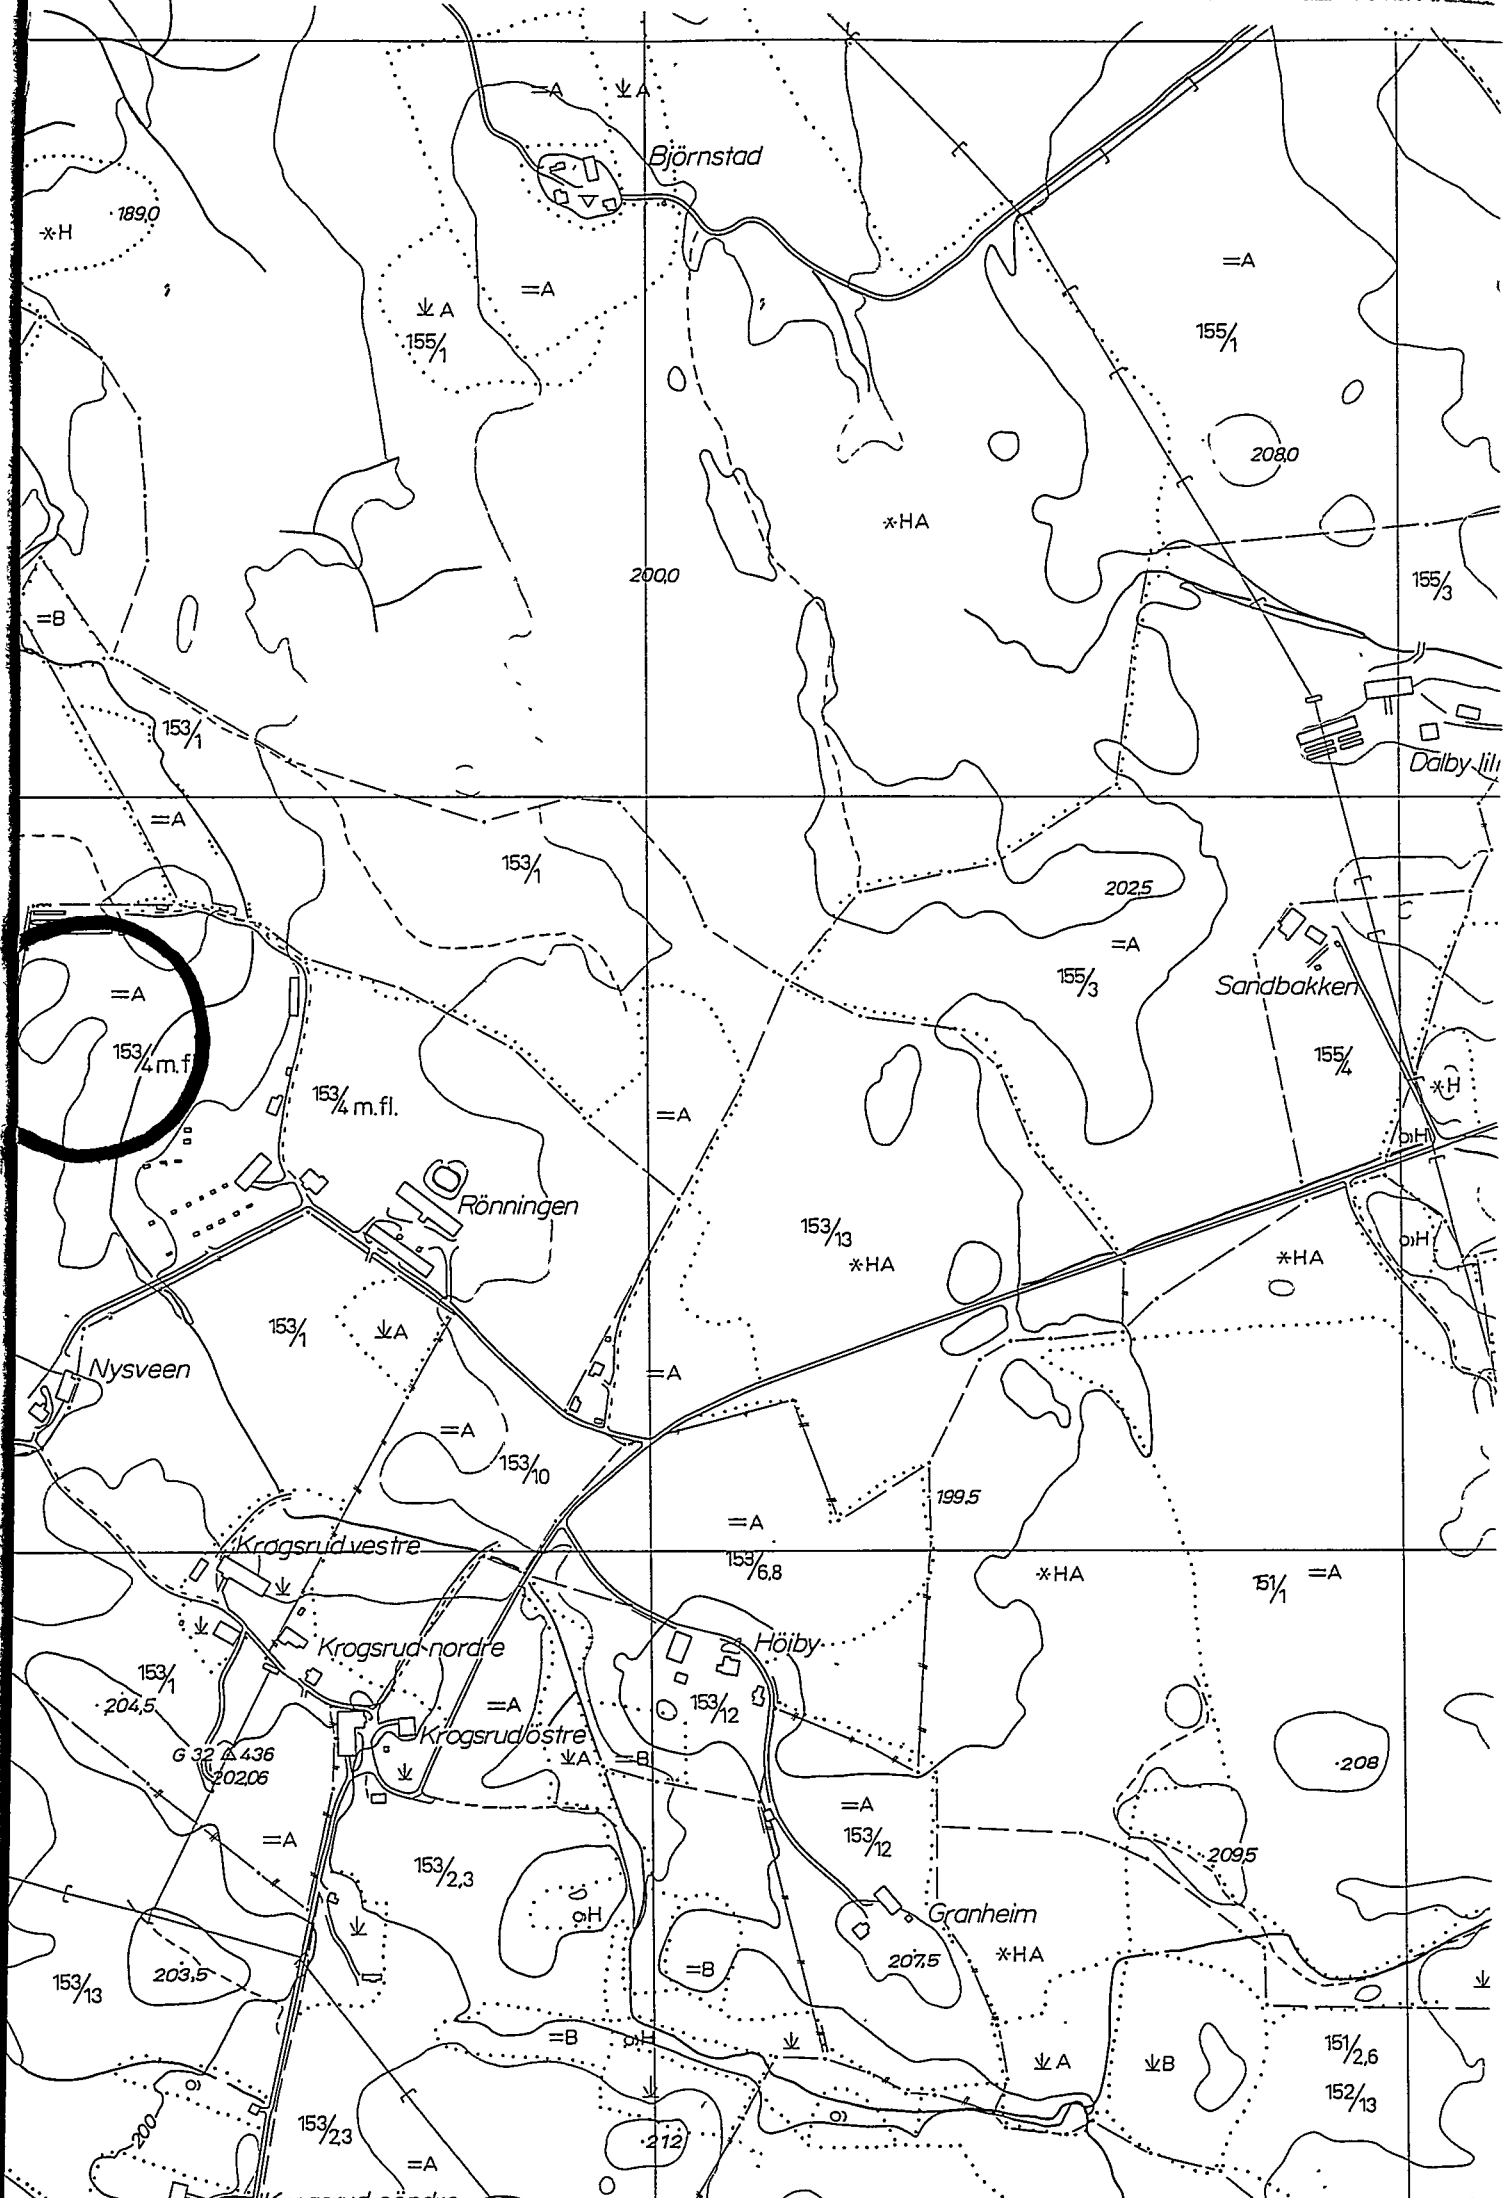 =A
A
Björnstad
189,0
H
=A
=A
A
155/1
155/1
208,0
HA
200,0
155/3
=B
153/1
Dalby
=A
153/1
202,5
=A
=A
155/3
Sandbakken
153/4 m.f
155/4
153/4 m.fl.
H
=A
H
Rönningen
153/13
HA
HA
H
153/1
A
Nysveen
=A
=A
153/10
199,5
=A
Krogsrud vestre
153/6,8
HA
151/1
=A
Krogsrud nordre
Höiby
153/1
204,5
=A
153/12
Krogsrud östre
G 32 436
202,06
A
=B
208
=A
153/12
=A
209,5
153/2,3
H
Granheim
HA
207,5
203,5
=B
153/13
=B
H
151/2,6
A
B
152/13
200
153/2,3
212
=A